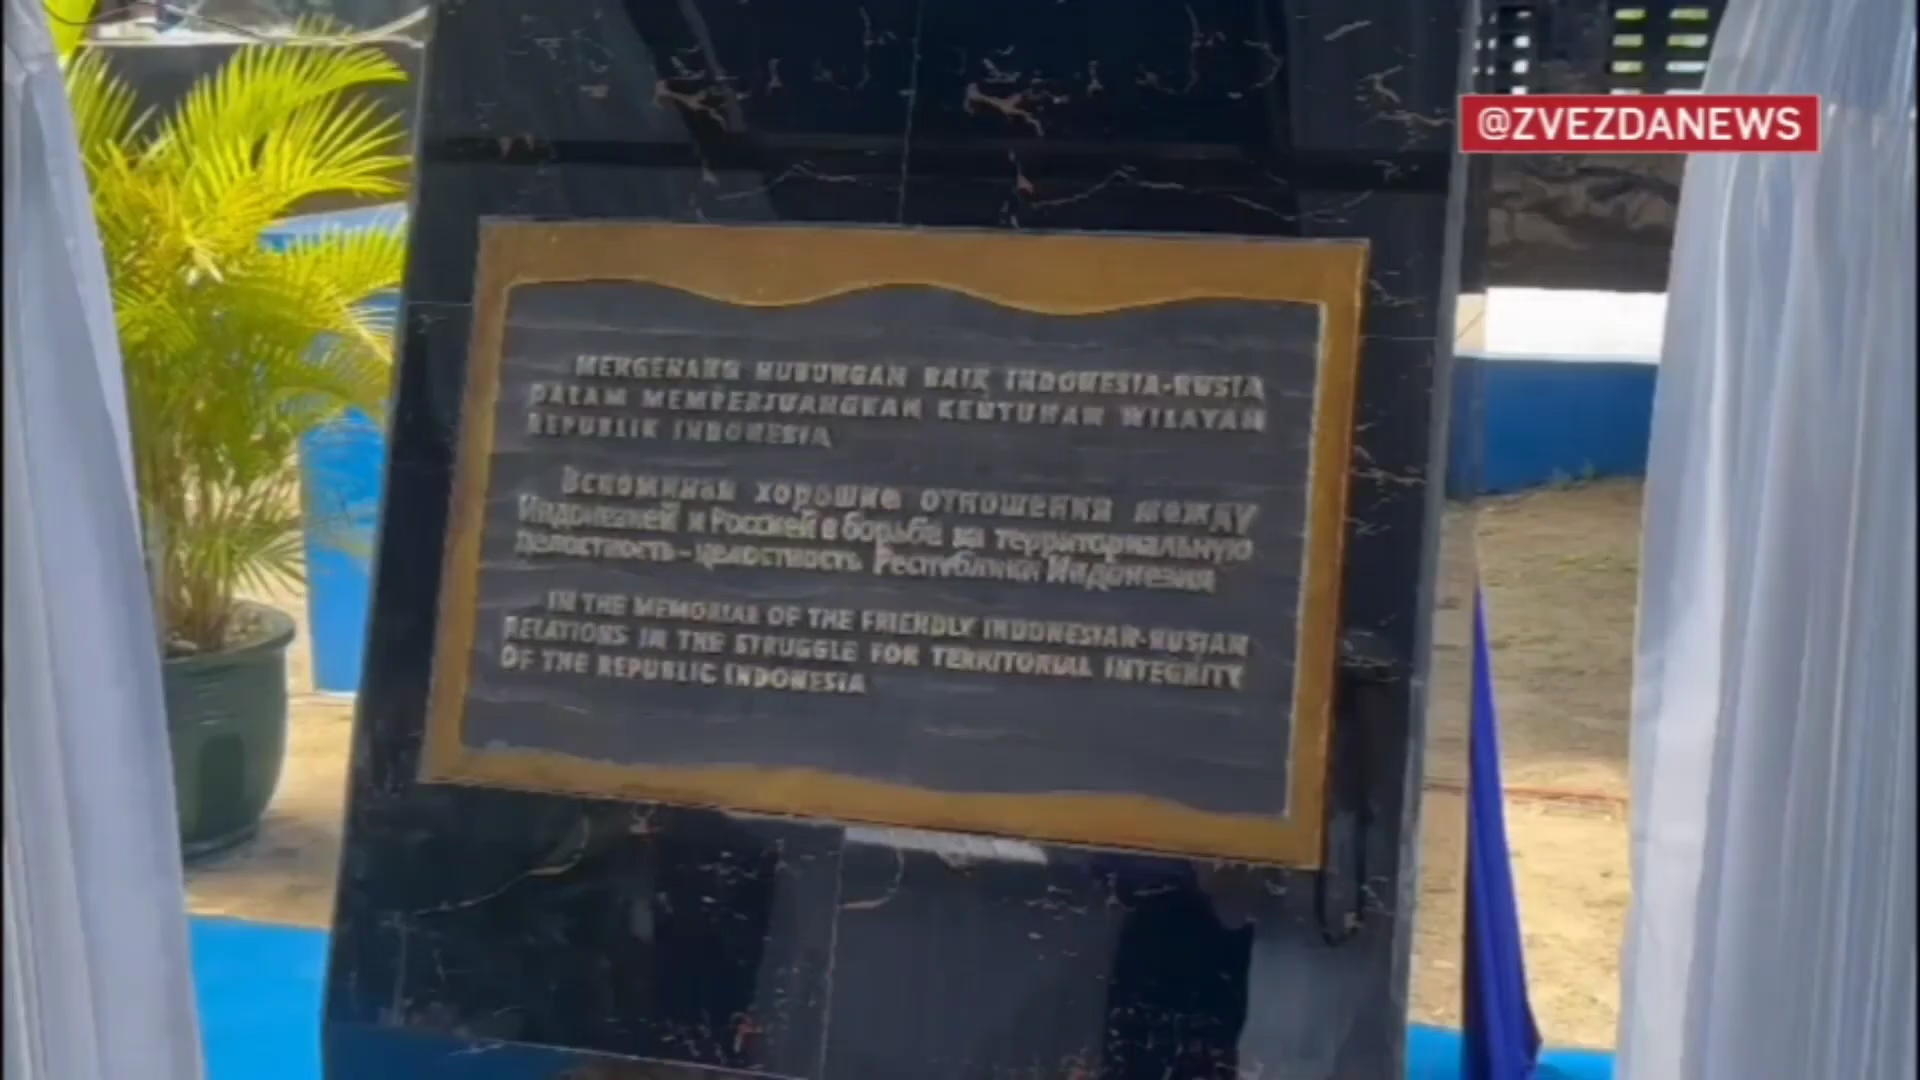 @ZVEZDANEWS
MENGENANG HUBUNGAN BAIK INDONESIA-RUSIA
DALAM MEMPERJUANGKAN KEUTUHAN WILAYAH
REPUBLIK INDONESIA
Вспоминая хорошие отношения между
Индонезией и Россией в борьбе за территориальную
целостность - целостность Республики Индонезия
IN THE MEMORIAL OF THE FRIENDLY INDONESIAN-RUSIAN
RELATIONS IN THE STRUGGLE FOR TERRITORIAL INTEGRITY
OF THE REPUBLIC INDONESIA